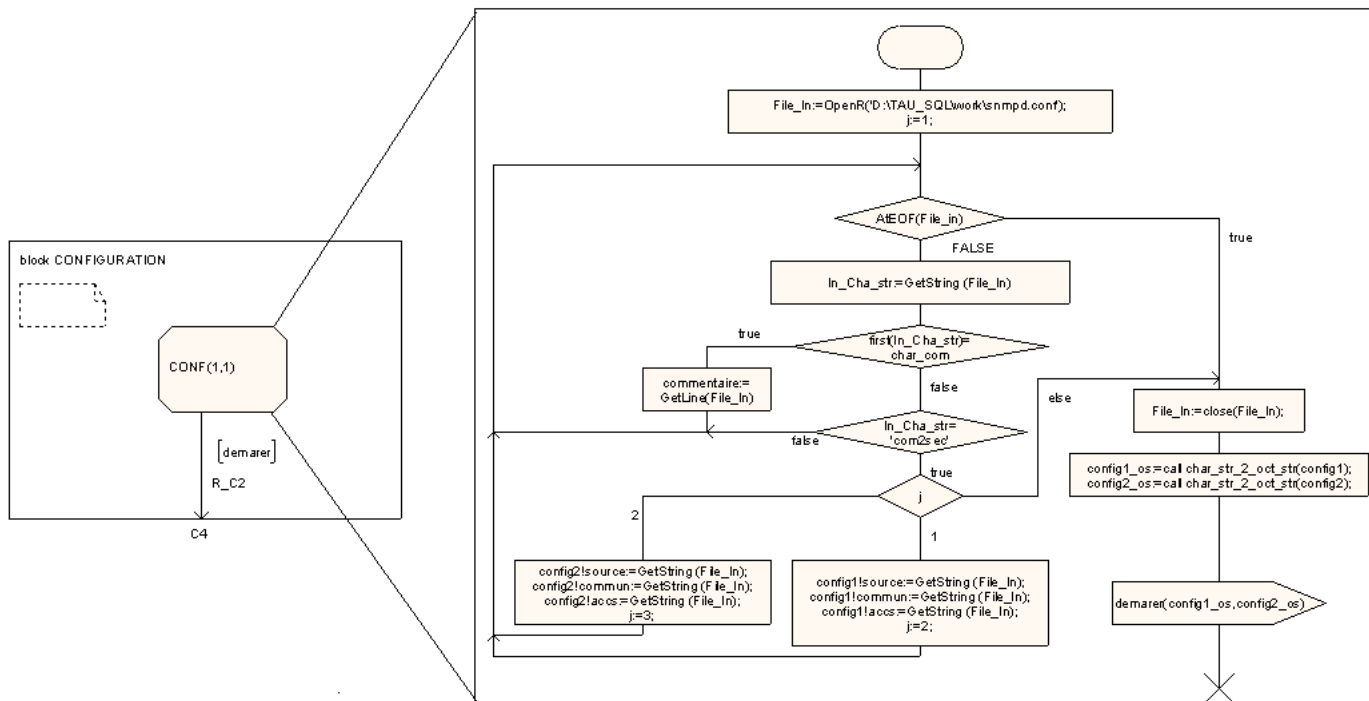 block CONFIGURATION
CONF(1,1)
[demarer]
R_C2
C4
File_In:=OpenR('D:\TAU_SQL\work\snmpd.conf);
j:=1;
AtEOF(File_in)
true
FALSE
In_Cha_str:=GetString (File_In)
true
first(In_Cha_str)=
char_com
false
commentaire:=
GetLine(File_In)
else
File_In:=close(File_In);
In_Cha_str=
'com2sec'
false
true
config1_os:=call char_str_2_oct_str(config1);
config2_os:=call char_str_2_oct_str(config2);
j
2
1
config2!source:=GetString (File_In);
config2!commun:=GetString (File_In);
config2!accs:=GetString (File_In);
j:=3;
config1!source:=GetString (File_In);
config1!commun:=GetString (File_In);
config1!accs:=GetString (File_In);
j:=2;
demarer(config1_os,config2_os)